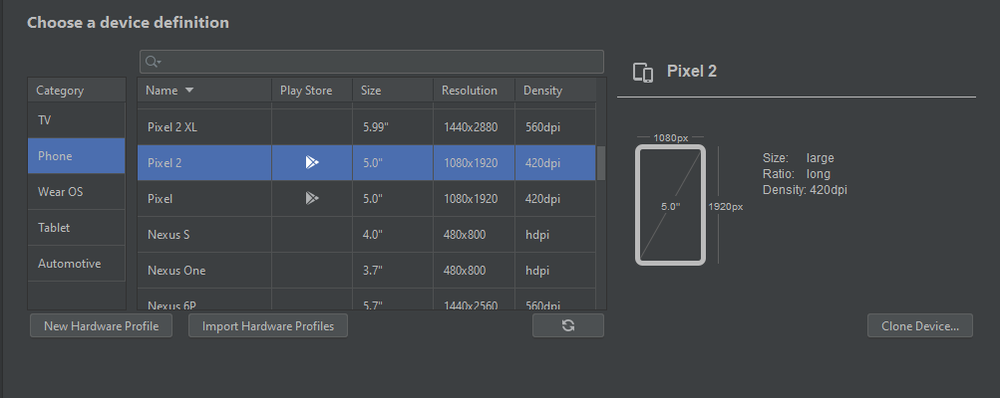 Choose a device definition
Category
TV
Phone
Wear OS
Tablet
Automotive
Name Play Store Size Resolution Density
Pixel 2 XL 5.99" 1440x2880 560dpi
Pixel 2 5.0" 1080x1920 420dpi
Pixel 5.0" 1080x1920 420dpi
Nexus S 4.0" 480x800 hdpi
Nexus One 3.7" 480x800 hdpi
Nexus 6P 5.7" 1440x2560 560dpi
New Hardware Profile
Import Hardware Profiles
Pixel 2
1080px
5.0"
1920px
Size: large
Ratio: long
Density: 420dpi
Clone Device...